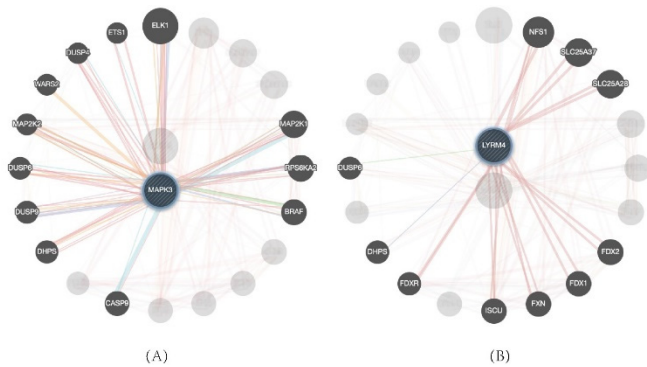 ELK1
ETS1
DUSP4
WARS2
MAP2K2
MAP2K1
DUSP6
RPS6KA2
MAPK3
DUSP9
BRAF
DHPS
CASP9
(A)
NFS1
SLC25A37
SLC25A28
LYRM4
DUSP6
DHPS
FDX2
FDXR
FDX1
ISCU
FXN
(B)